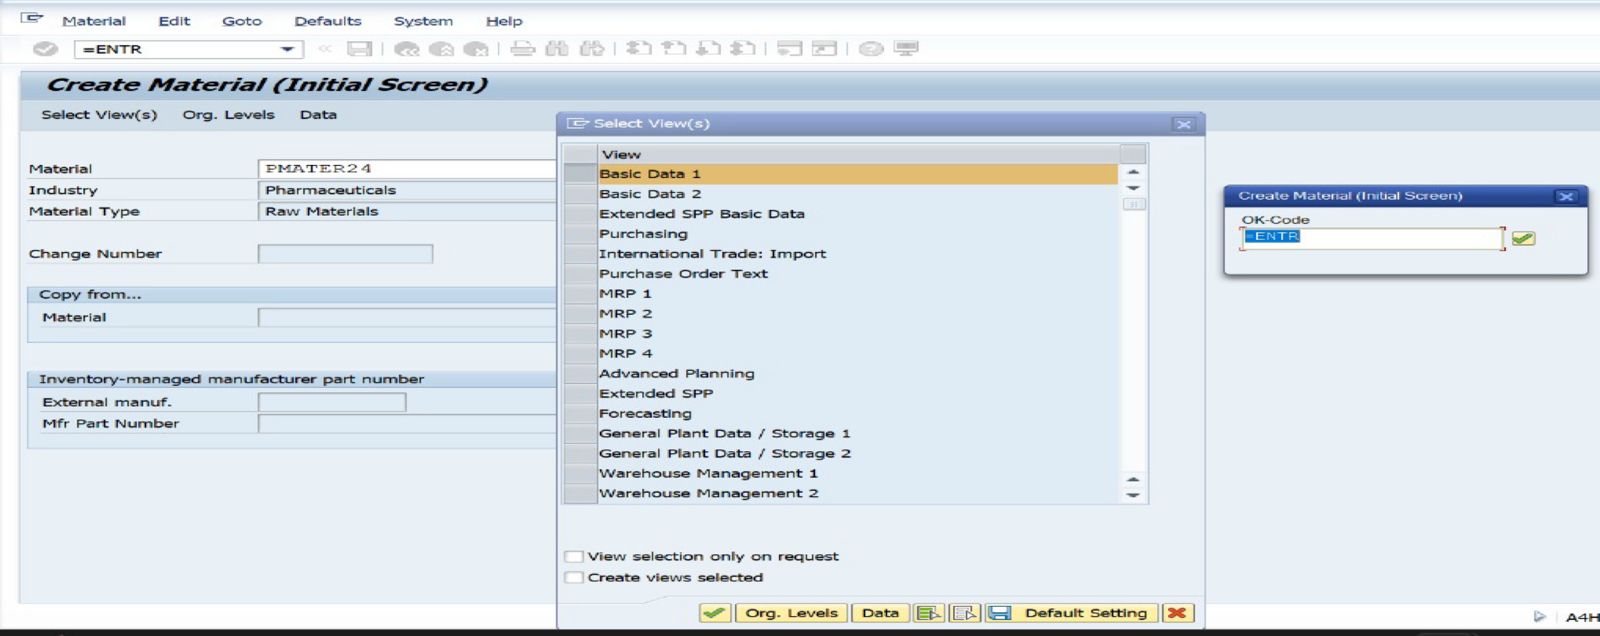 Material Edit Goto Defaults System Help
=ENTR
Create Material (Initial Screen)
Select View(s) Org. Levels Data
Material PMATER24
Industry Pharmaceuticals
Material Type Raw Materials
Change Number
Copy from...
Material
Inventory-managed manufacturer part number
External manuf.
Mfr Part Number
Select View(s)
View
Basic Data 1
Basic Data 2
Extended SPP Basic Data
Purchasing
International Trade: Import
Purchase Order Text
MRP 1
MRP 2
MRP 3
MRP 4
Advanced Planning
Extended SPP
Forecasting
General Plant Data / Storage 1
General Plant Data / Storage 2
Warehouse Management 1
Warehouse Management 2
View selection only on request
Create views selected
Org. Levels Data Default Setting
Create Material (Initial Screen)
OK-Code
=ENTR
A4H